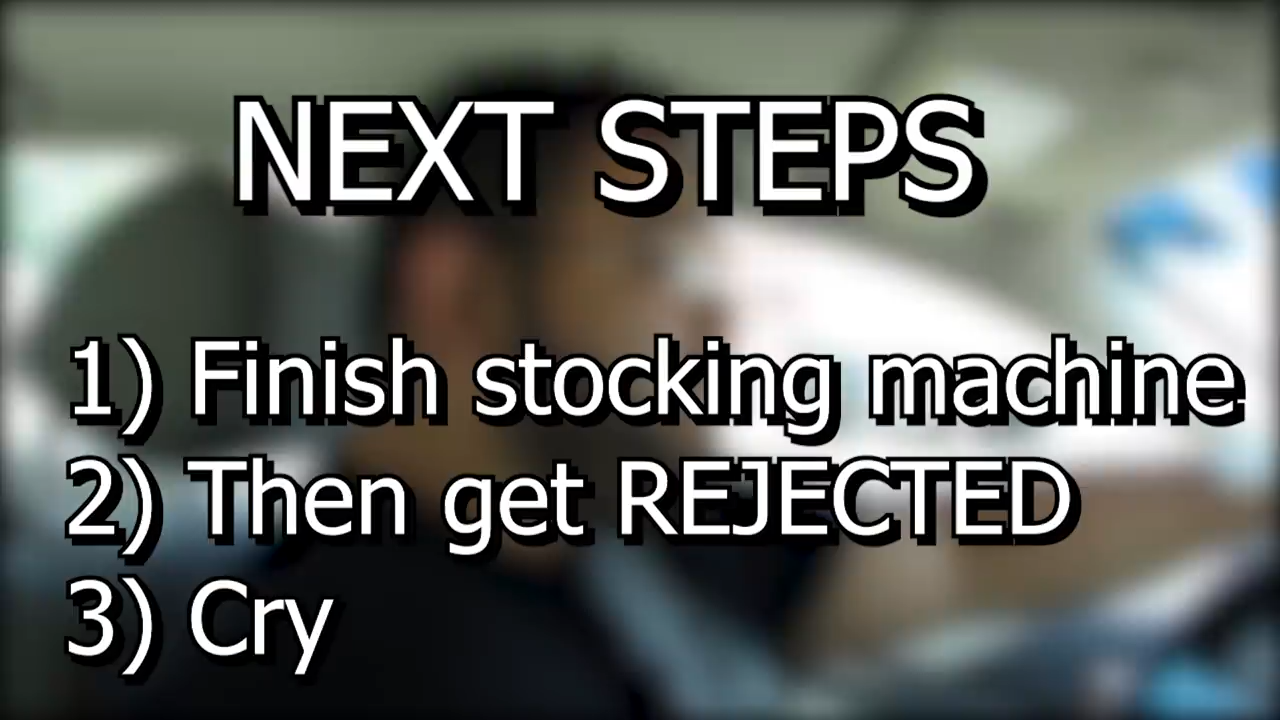 NEXT STEPS
1) Finish stocking machine
2) Then get REJECTED
3) Cry